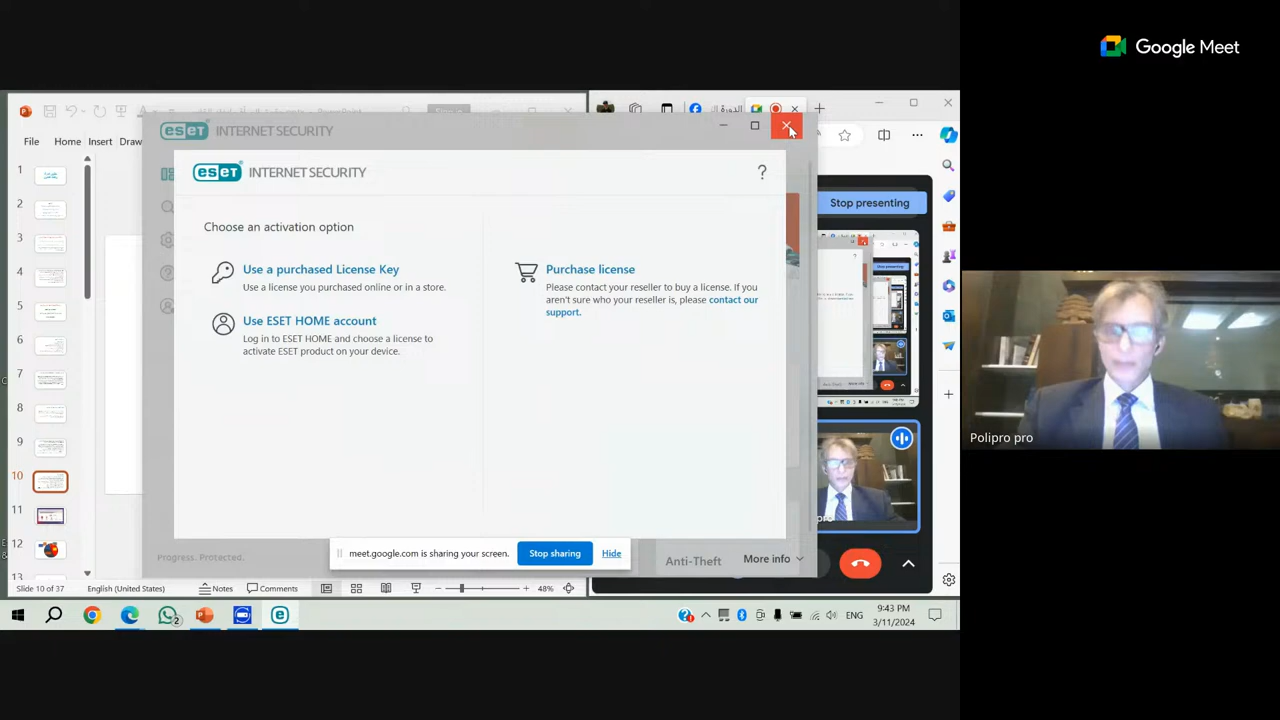 Google Meet
eset INTERNET SECURITY
File Home Insert Draw
Stop presenting
eset INTERNET SECURITY
?
Choose an activation option
Use a purchased License Key
Use a license you purchased online or in a store.
Use ESET HOME account
Log in to ESET HOME and choose a license to
activate ESET product on your device.
Purchase license
Please contact your reseller to buy a license. If you
aren't sure who your reseller is, please contact our
support.
1
2
3
4
6
7
8
9
10
11
12
13
Polipro pro
Progress. Protected.
meet.google.com is sharing your screen.
Stop sharing
Hide
Anti-Theft
More info
Slide 10 of 37
English (United States)
Notes
Comments
48%
2
ENG
9:43 PM
3/11/2024